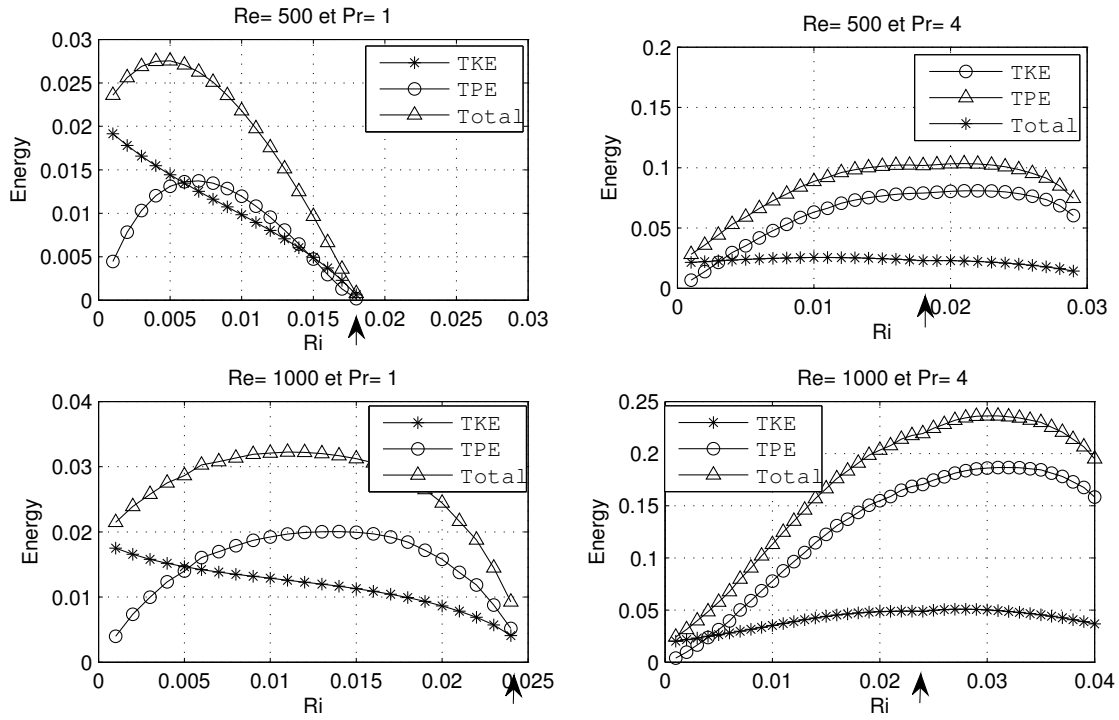 Re= 500 et Pr= 1
0.03
0.025
0.02
0.015
0.01
0.005
0
Energy
TKE
TPE
Total
0 0.005 0.01 0.015 0.02 0.025 0.03
Ri
Re= 500 et Pr= 4
0.2
0.15
0.1
0.05
0
Energy
TKE
TPE
Total
0 0.01 0.02 0.03
Ri
Re= 1000 et Pr= 1
0.04
0.03
0.02
0.01
0
Energy
TKE
TPE
Total
0 0.005 0.01 0.015 0.02 0.025
Ri
Re= 1000 et Pr= 4
0.25
0.2
0.15
0.1
0.05
0
Energy
TKE
TPE
Total
0 0.01 0.02 0.03 0.04
Ri